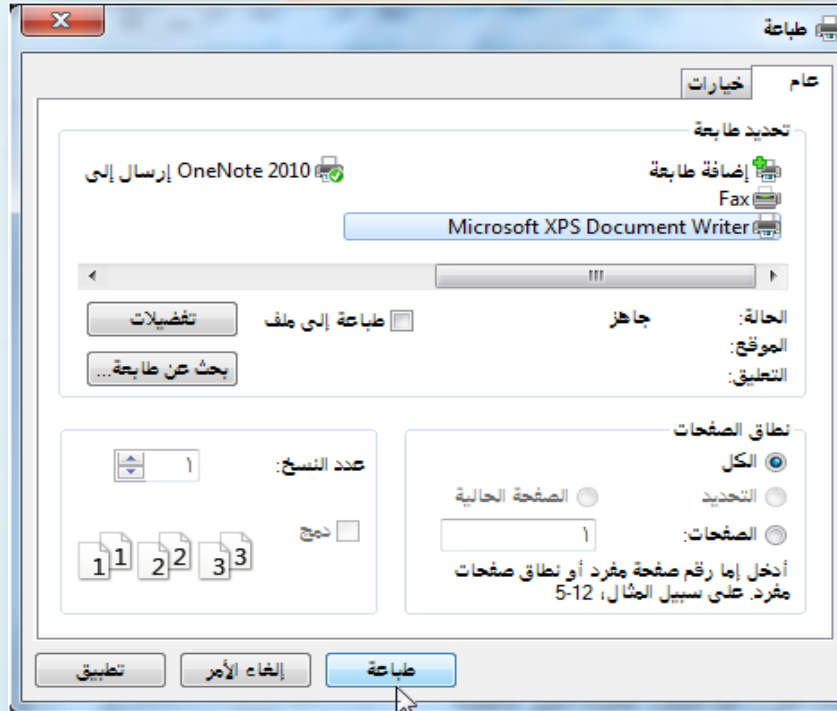 طباعة
عام
خيارات
تحديد طابعة
إضافة طابعة
إرسال إلى OneNote 2010
Fax
Microsoft XPS Document Writer
الحالة: جاهز
طباعة إلى ملف
تفضيلات
الموقع:
التعليق:
بحث عن طابعة...
نطاق الصفحات
الكل
التحديد
الصفحة الحالية
الصفحات: ١
أدخل إما رقم صفحة مفرد أو نطاق صفحات
مفرد. على سبيل المثال، 12-5
عدد النسخ: ١
دمج
1 1 2 2 3 3
طباعة
إلغاء الأمر
تطبيق